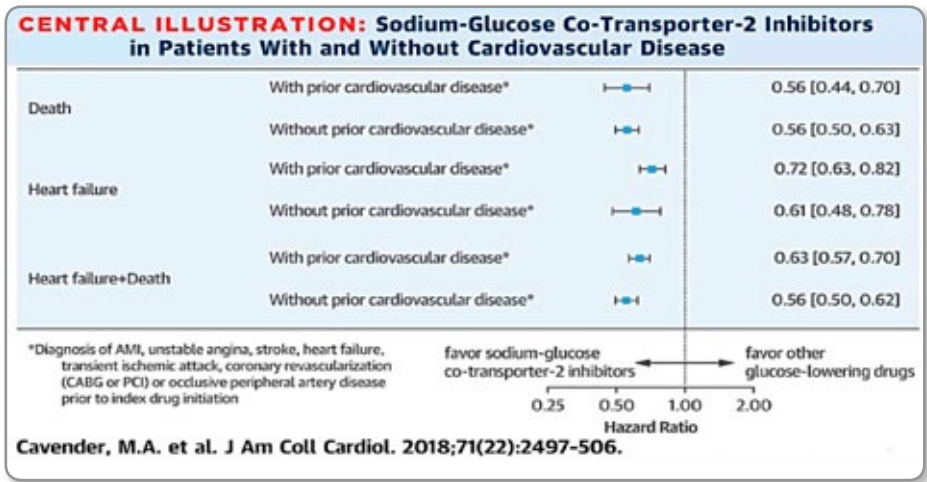 CENTRAL ILLUSTRATION: Sodium-Glucose Co-Transporter-2 Inhibitors
in Patients With and Without Cardiovascular Disease
Death
With prior cardiovascular disease* 0.56 [0.44, 0.70]
Without prior cardiovascular disease* 0.56 [0.50, 0.63]
Heart failure
With prior cardiovascular disease* 0.72 [0.63, 0.82]
Without prior cardiovascular disease* 0.61 [0.48, 0.78]
Heart failure+Death
With prior cardiovascular disease* 0.63 [0.57, 0.70]
Without prior cardiovascular disease* 0.56 [0.50, 0.62]
*Diagnosis of AMI, unstable angina, stroke, heart failure,
transient ischemic attack, coronary revascularization
(CABG or PCI) or occlusive peripheral artery disease
prior to index drug initiation
favor sodium-glucose
co-transporter-2 inhibitors
favor other
glucose-lowering drugs
0.25 0.50 1.00 2.00
Hazard Ratio
Cavender, M.A. et al. J Am Coll Cardiol. 2018;71(22):2497-506.